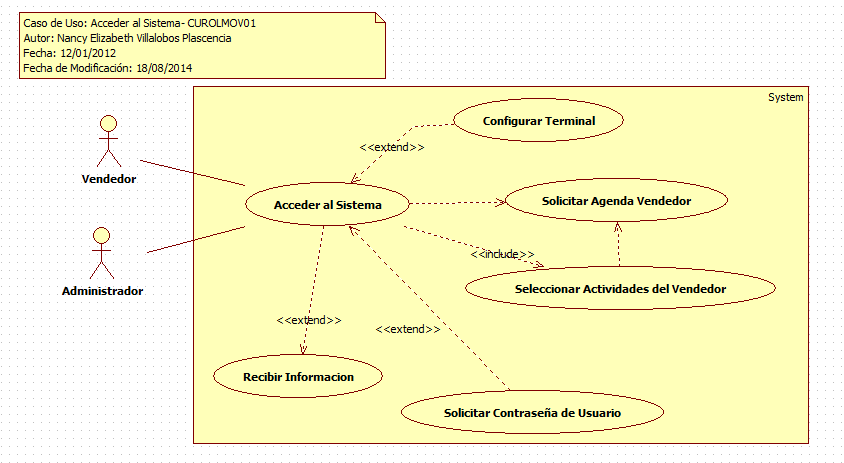 Caso de Uso: Acceder al Sistema- CUROLMOV01
Autor: Nancy Elizabeth Villalobos Plascencia
Fecha: 12/01/2012
Fecha de Modificación: 18/08/2014
System
Configurar Terminal
<<extend>>
Vendedor
Acceder al Sistema
Solicitar Agenda Vendedor
<<include>>
Administrador
Seleccionar Actividades del Vendedor
<<extend>>
<<extend>>
Recibir Informacion
Solicitar Contraseña de Usuario